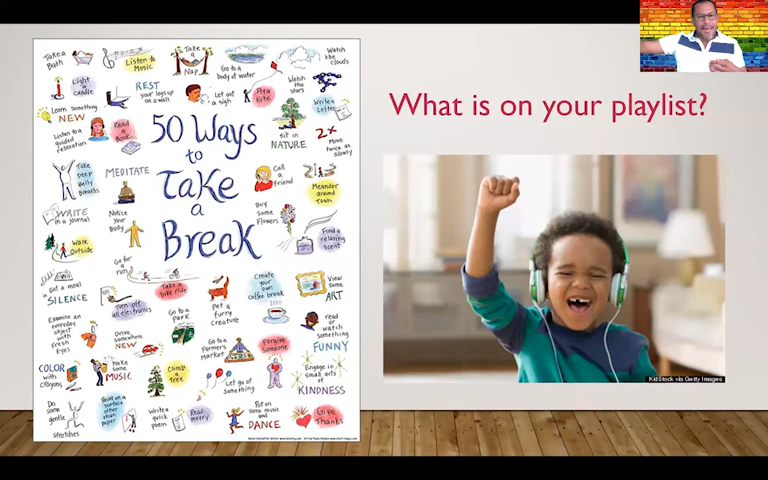 What is on your playlist?
50 Ways
to
Take
a
Break
Take a
Bath
Listen to
Music
Take
a
Nap
Go to a
body of water
Watch
the
clouds
Light
a
candle
REST
your legs up
on a wall
Let out
a sigh
Fly a
Kite
Watch
the
stars
Write a
Letter
Learn something
NEW
Listen to a
guided
relaxation
Read
a
Book
Sit in
NATURE
2x
Move
twice as
slowly
Take
Deep
Belly
Breaths
MEDITATE
Call
a
Friend
Meander
around
Town
WRITE
in a journal
Notice
your
Body
Buy
Some
Flowers
Find a
relaxing
scent
Walk
Outside
Go for
a
run
Take a
bike ride
Eat a meal
in
SILENCE
Turn off
all electronics
Go to a
park
Pet a
furry
creature
Create
your own
coffee break
View
some
ART
Examine an
everyday
object
with
fresh
Eyes
Drive
somewhere
NEW
Go to a
Farmer's
Market
Forgive
someone
read or
watch
something
FUNNY
COLOR
with
Crayons
Make
some
MUSIC
Climb
a
Tree
Let go of
something
Engage in
small acts
of
KINDNESS
Do
some
gentle
stretches
Paint on a
surface
other
than
paper
Write a
quick
poem
Read
poetry
Put on
some music
and
DANCE
Give
Thanks
KidStock via Getty Images